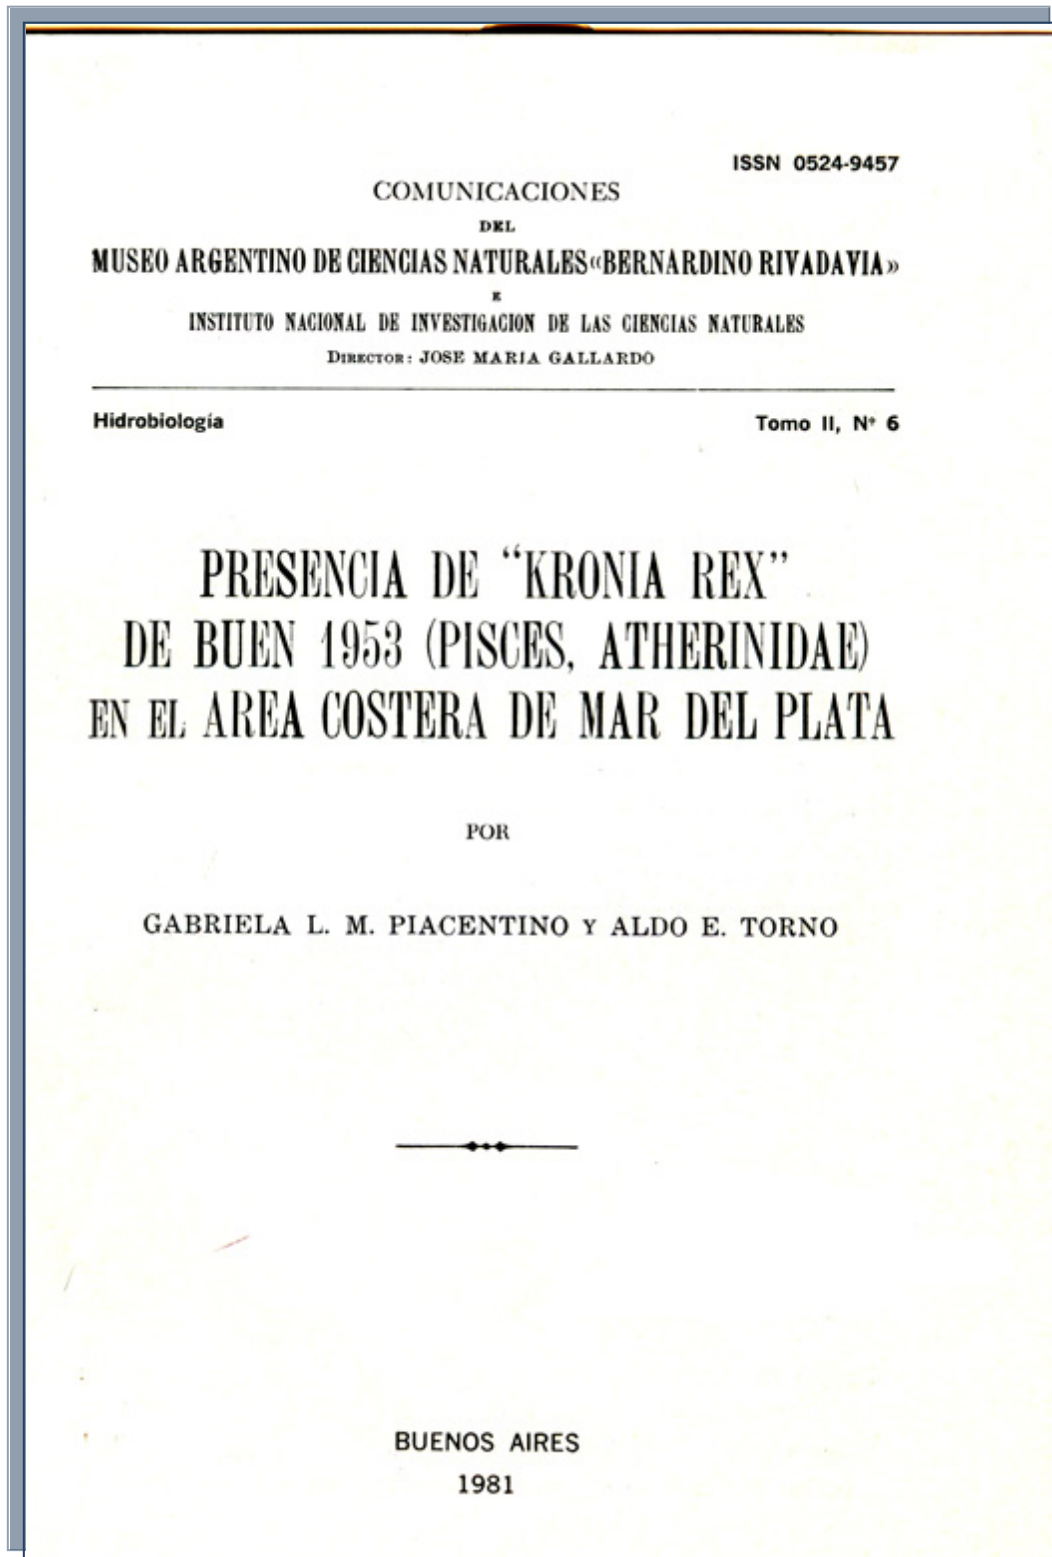 ISSN 0524-9457
COMUNICACIONES
DEL
MUSEO ARGENTINO DE CIENCIAS NATURALES «BERNARDINO RIVADAVIA»
E
INSTITUTO NACIONAL DE INVESTIGACION DE LAS CIENCIAS NATURALES
DIRECTOR: JOSE MARIA GALLARDO
Hidrobiología Tomo II, Nº 6
PRESENCIA DE “KRONIA REX”
DE BUEN 1953 (PISCES, ATHERINIDAE)
EN EL AREA COSTERA DE MAR DEL PLATA
POR
GABRIELA L. M. PIACENTINO Y ALDO E. TORNO
BUENOS AIRES
1981